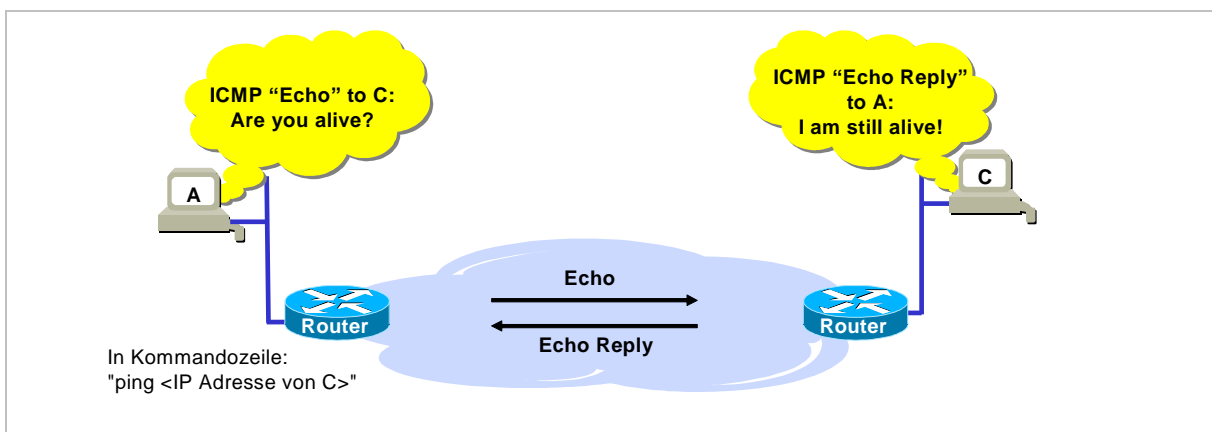 ICMP “Echo” to C:
Are you alive?
ICMP “Echo Reply”
to A:
I am still alive!
A
C
Echo
Router
Router
Echo Reply
In Kommandozeile:
"ping <IP Adresse von C>"